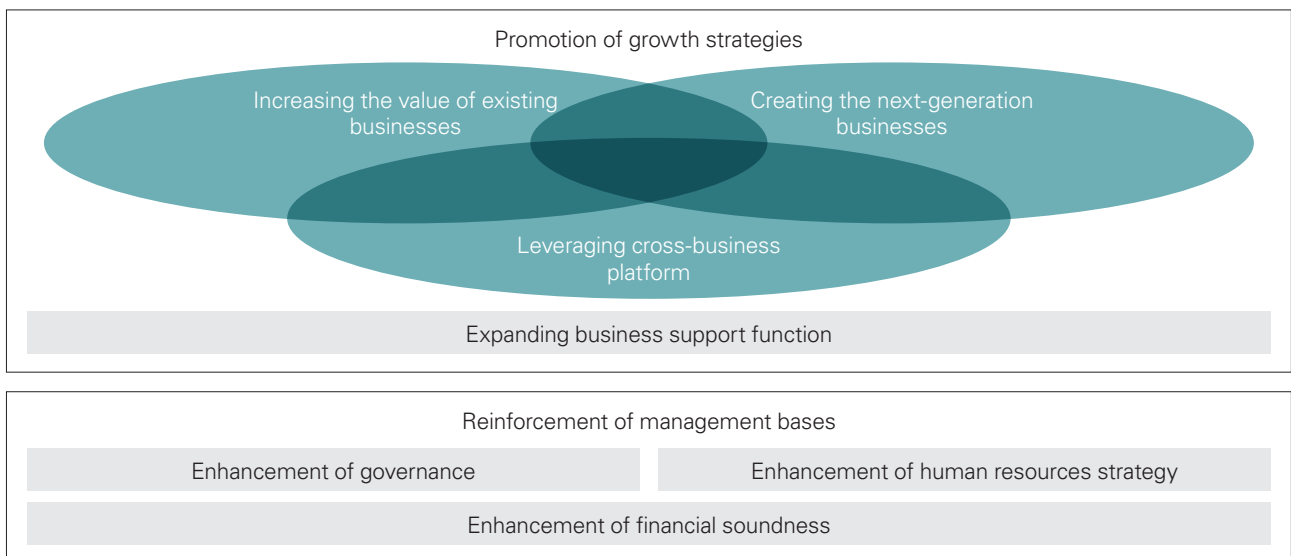 Promotion of growth strategies
Increasing the value of existing
businesses
Creating the next-generation
businesses
Leveraging cross-business
platform
Expanding business support function
Reinforcement of management bases
Enhancement of governance
Enhancement of human resources strategy
Enhancement of financial soundness